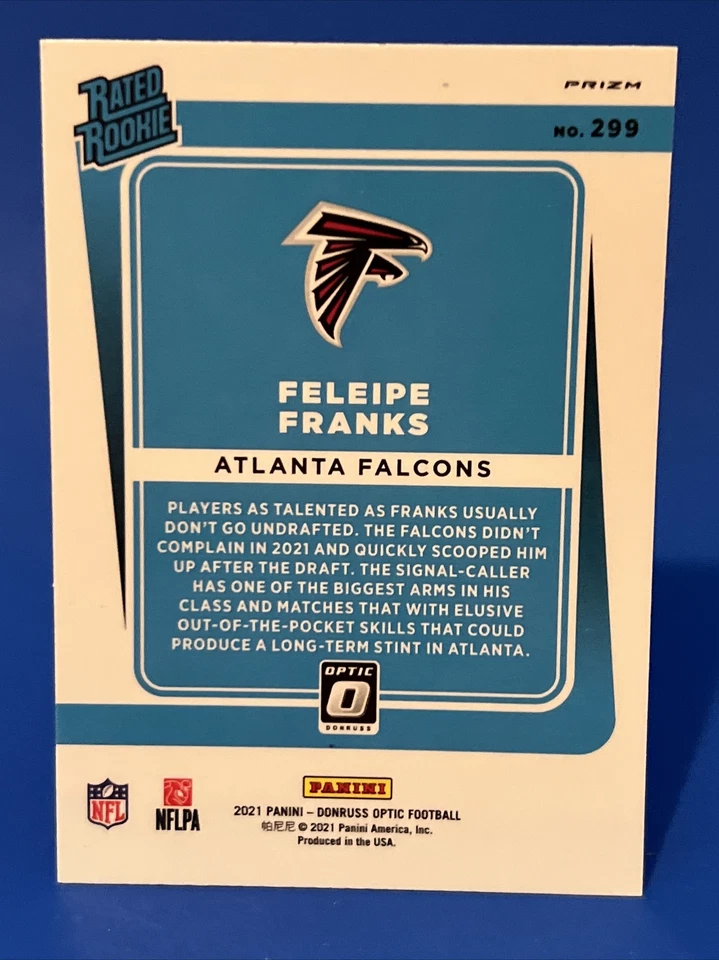 RATED
ROOKIE
PRIZM
NO. 299
FELEIPE
FRANKS
ATLANTA FALCONS
PLAYERS AS TALENTED AS FRANKS USUALLY
DON'T GO UNDRAFTED. THE FALCONS DIDN'T
COMPLAIN IN 2021 AND QUICKLY SCOOPED HIM
UP AFTER THE DRAFT. THE SIGNAL-CALLER
HAS ONE OF THE BIGGEST ARMS IN HIS
CLASS AND MATCHES THAT WITH ELUSIVE
OUT-OF-THE-POCKET SKILLS THAT COULD
PRODUCE A LONG-TERM STINT IN ATLANTA.
OPTIC
O
DONRUSS
NFL
NFLPA
PANINI
2021 PANINI – DONRUSS OPTIC FOOTBALL
帕尼尼 © 2021 Panini America, Inc.
Produced in the USA.